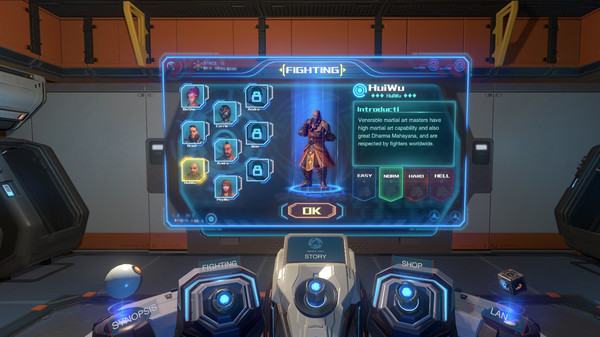 {FIGHTING}
HuiWu
HuiWu
Introducti
Venerable martial art masters have
high martial art capability and also
great Dharma Mahayana, and are
respected by fighters worldwide.
EASY
NORM
HARD
HELL
OK
FIGHTING
STORY
SHOP
SYNOPSIS
LAN